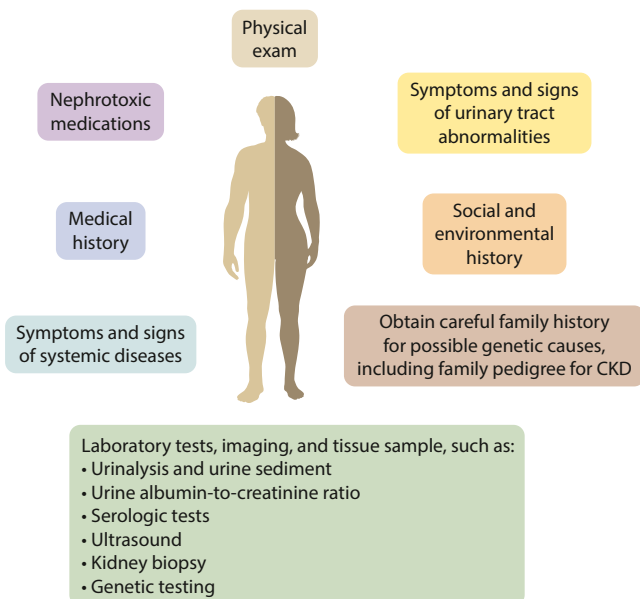 Physical
exam
Nephrotoxic
medications
Symptoms and signs
of urinary tract
abnormalities
Medical
history
Social and
environmental
history
Symptoms and signs
of systemic diseases
Obtain careful family history
for possible genetic causes,
including family pedigree for CKD
Laboratory tests, imaging, and tissue sample, such as:
• Urinalysis and urine sediment
• Urine albumin-to-creatinine ratio
• Serologic tests
• Ultrasound
• Kidney biopsy
• Genetic testing